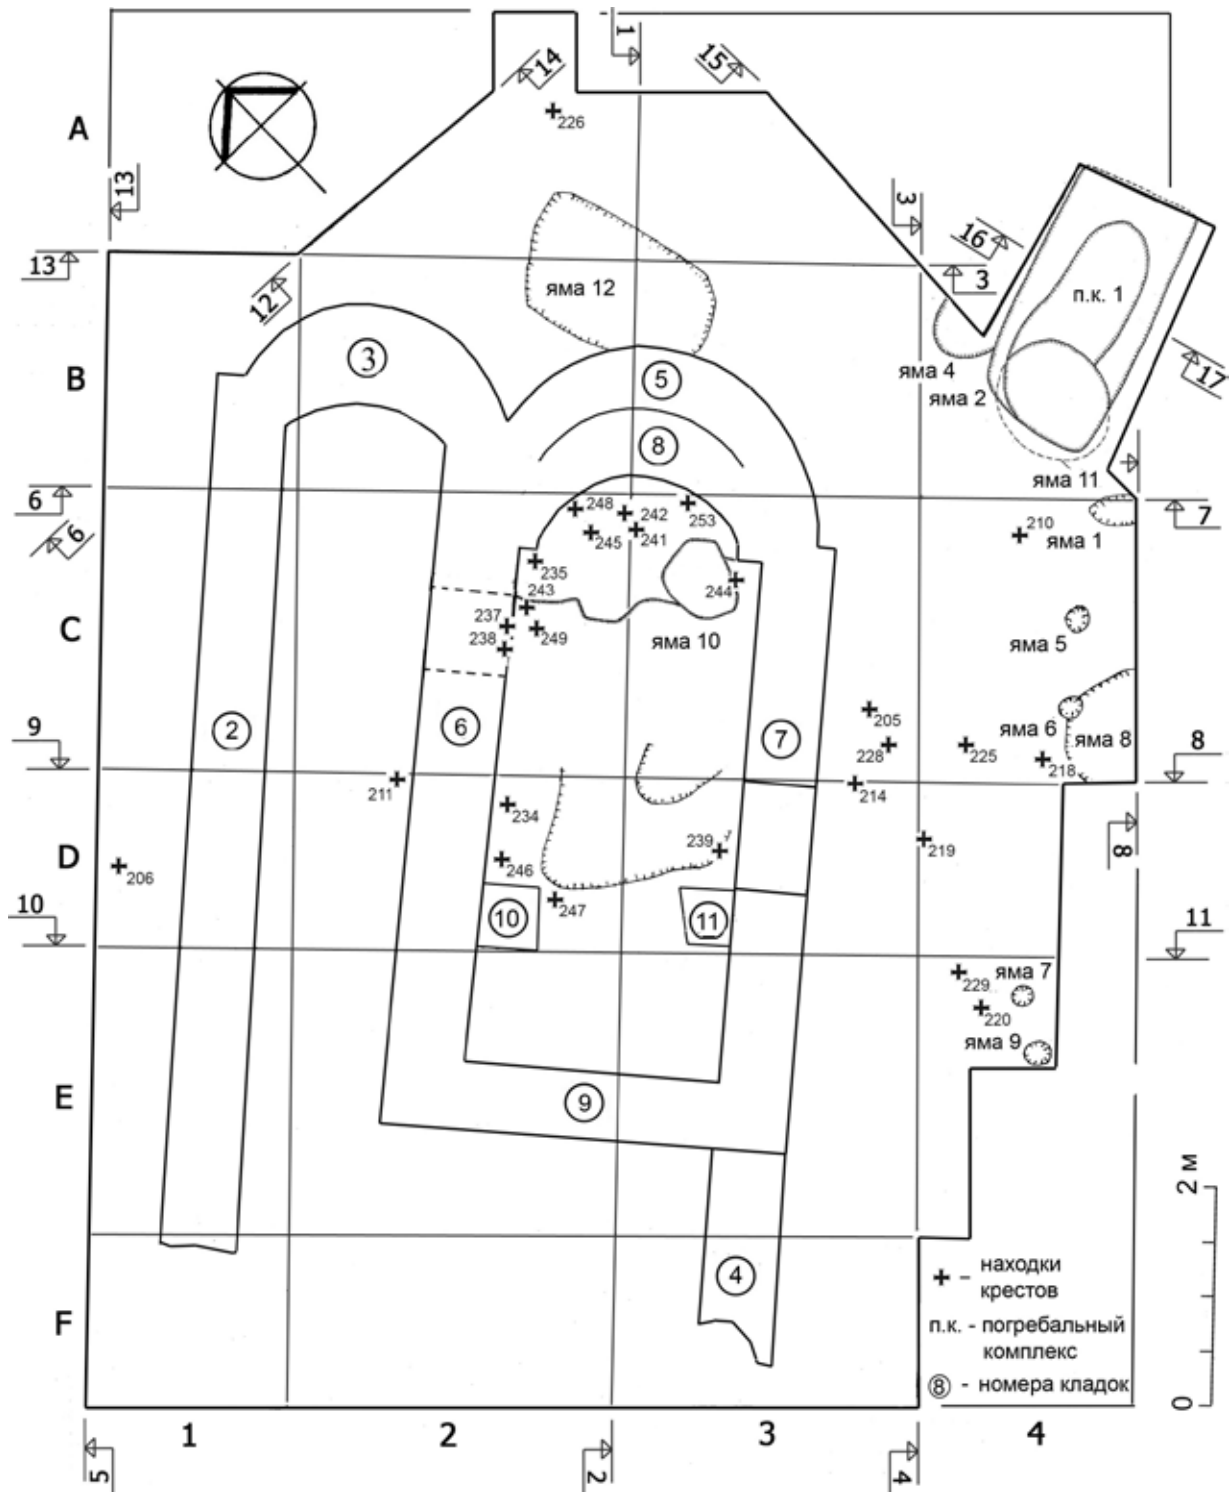 1
14
15
A
226
13
3
16
13
12
3
яма 12
п.к. 1
17
3
B
5
яма 4
яма 2
8
яма 11
6
7
6
248
242
253
210
245
241
яма 1
235
244
243
237
249
238
C
яма 10
яма 5
205
9
2
6
7
228
225
яма 6
яма 8
8
218
211
214
234
239
219
D
246
8
206
10
10
247
11
11
яма 7
229
220
яма 9
E
9
2 м
4
+ – находки
крестов
F
п.к. - погребальный
комплекс
⑧ - номера кладок
0
1
2
3
4
5
2
4